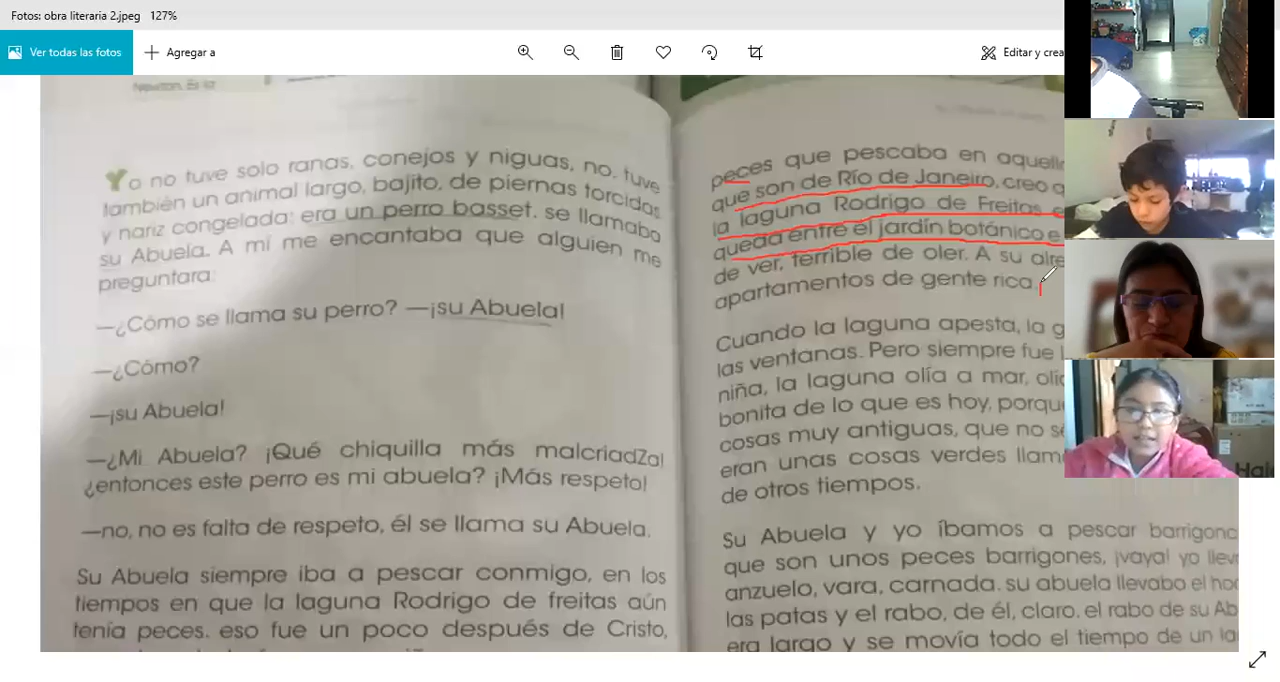 Fotos: obra literaria 2.jpeg 127%
Ver todas las fotos
Agregar a
Editar y crea
Newton, Es 62
Yo no tuve solo ranas, conejos y niguas, no, tuve
también un animal largo, bajito, de piernas torcidas
y nariz congelada: era un perro basset, se llamaba
su Abuela. A mí me encantaba que alguien me
preguntara:
—¿Cómo se llama su perro? —¡su Abuela!
—¿Cómo?
—¡su Abuela!
—¿Mi Abuela? ¡Qué chiquilla más malcriadZa!
¿entonces este perro es mi abuela? ¡Más respeto!
—no, no es falta de respeto, él se llama su Abuela.
Su Abuela siempre iba a pescar conmigo, en los
tiempos en que la laguna Rodrigo de freitas aún
tenía peces. eso fue un poco después de Cristo,
peces que pescaba en aquell
que son de Río de Janeiro, creo q
la laguna Rodrigo de Freitas e
queda entre el jardín botánico e
de ver, terrible de oler. A su alre
apartamentos de gente rica.
Cuando la laguna apesta, la g
las ventanas. Pero siempre fue
niña, la laguna olía a mar, olí
bonita de lo que es hoy, porqu
cosas muy antiguas, que no s
eran unas cosas verdes llam
de otros tiempos.
Su Abuela y yo íbamos a pescar barrigonc
que son unos peces barrigones, ¡vaya! yo llev
anzuelo, vara, carnada. su abuela llevabo el hoc
las patas y el rabo, de él, claro. el rabo de su Ab
era largo y se movía todo el tiempo de un la